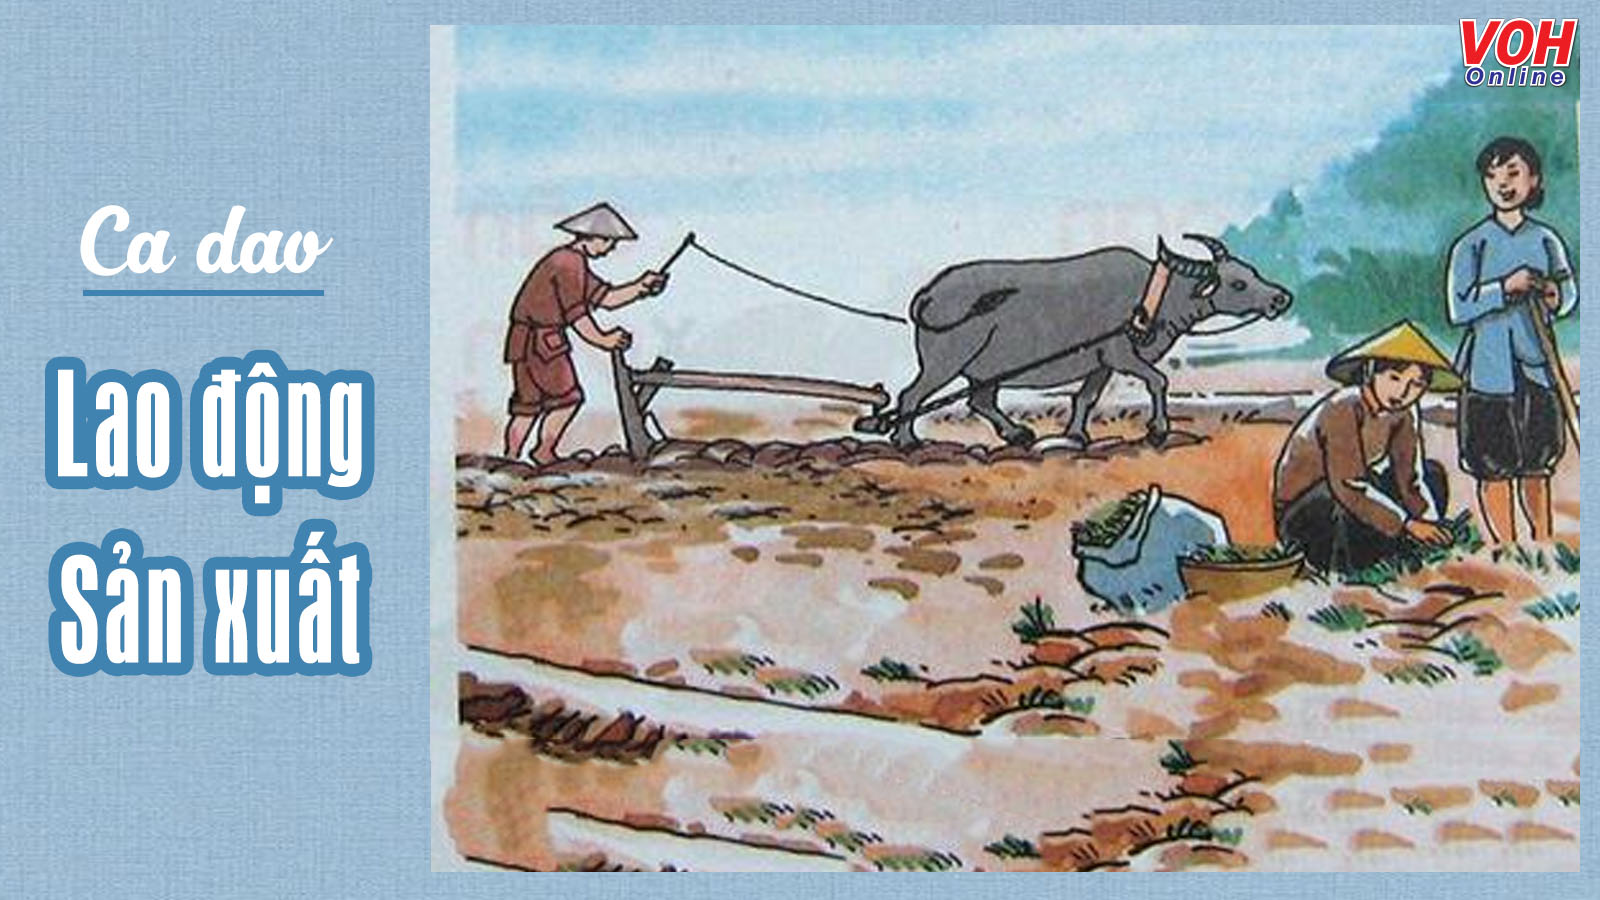 VOH
Online
Ca dao
Lao động
Sản xuất